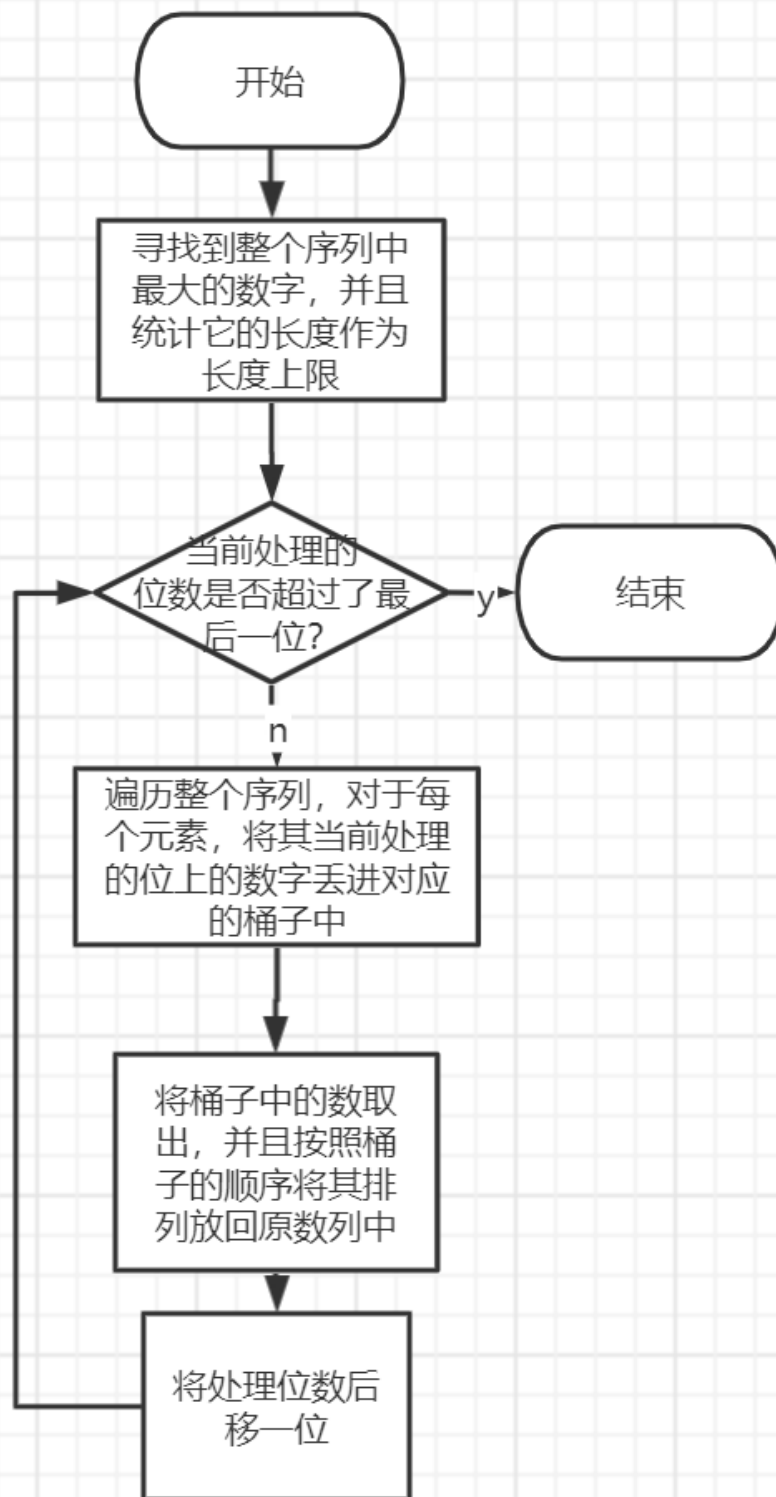 开始
寻找到整个序列中
最大的数字，并且
统计它的长度作为
长度上限
当前处理的
位数是否超过了最
后一位？
y
结束
n
遍历整个序列，对于每
个元素，将其当前处理
的位上的数字丢进对应
的桶子中
将桶子中的数取
出，并且按照桶
子的顺序将其排
列放回原数列中
将处理位数后
移一位